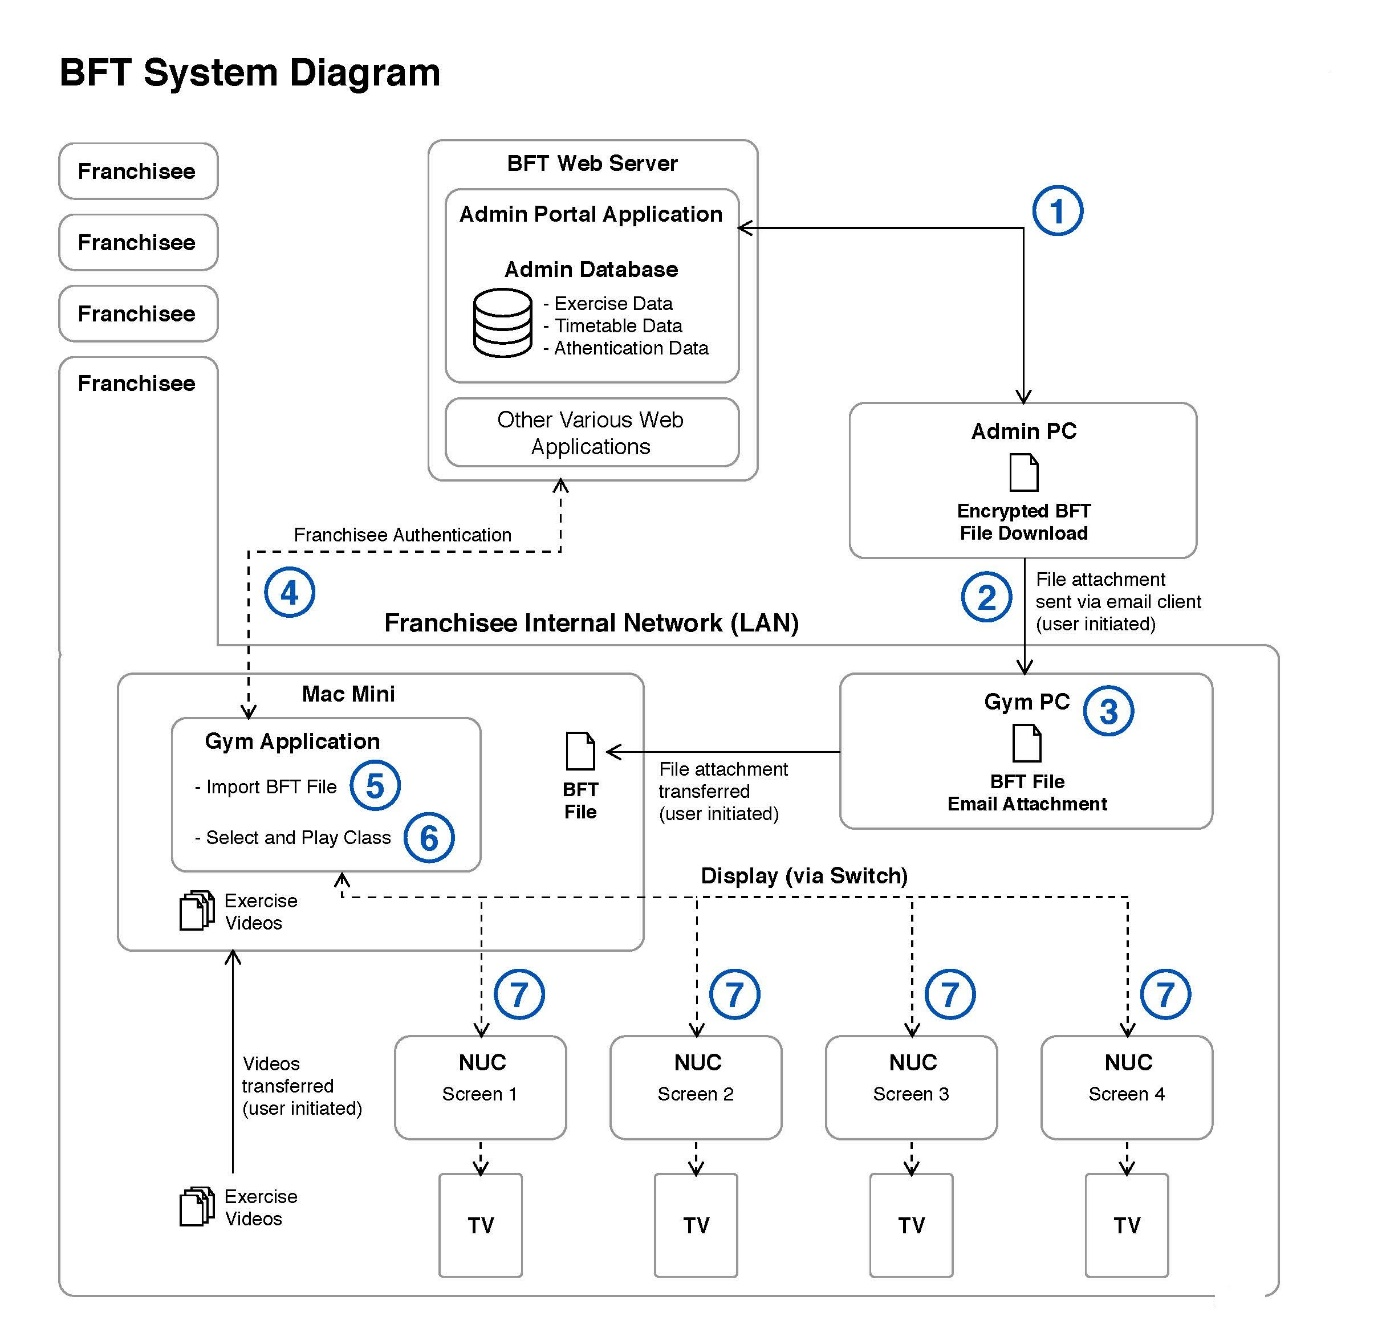 BFT System Diagram
Franchisee
Franchisee
Franchisee
Franchisee
BFT Web Server
Admin Portal Application
Admin Database
- Exercise Data
- Timetable Data
- Athentication Data
Other Various Web
Applications
1
Admin PC
Encrypted BFT
File Download
Franchisee Authentication
4
2
File attachment
sent via email client
(user initiated)
Franchisee Internal Network (LAN)
Mac Mini
Gym Application
- Import BFT File
5
- Select and Play Class
6
BFT
File
File attachment
transferred
(user initiated)
Gym PC
3
BFT File
Email Attachment
Exercise
Videos
Display (via Switch)
7
7
7
7
Videos
transferred
(user initiated)
NUC
Screen 1
NUC
Screen 2
NUC
Screen 3
NUC
Screen 4
Exercise
Videos
TV
TV
TV
TV